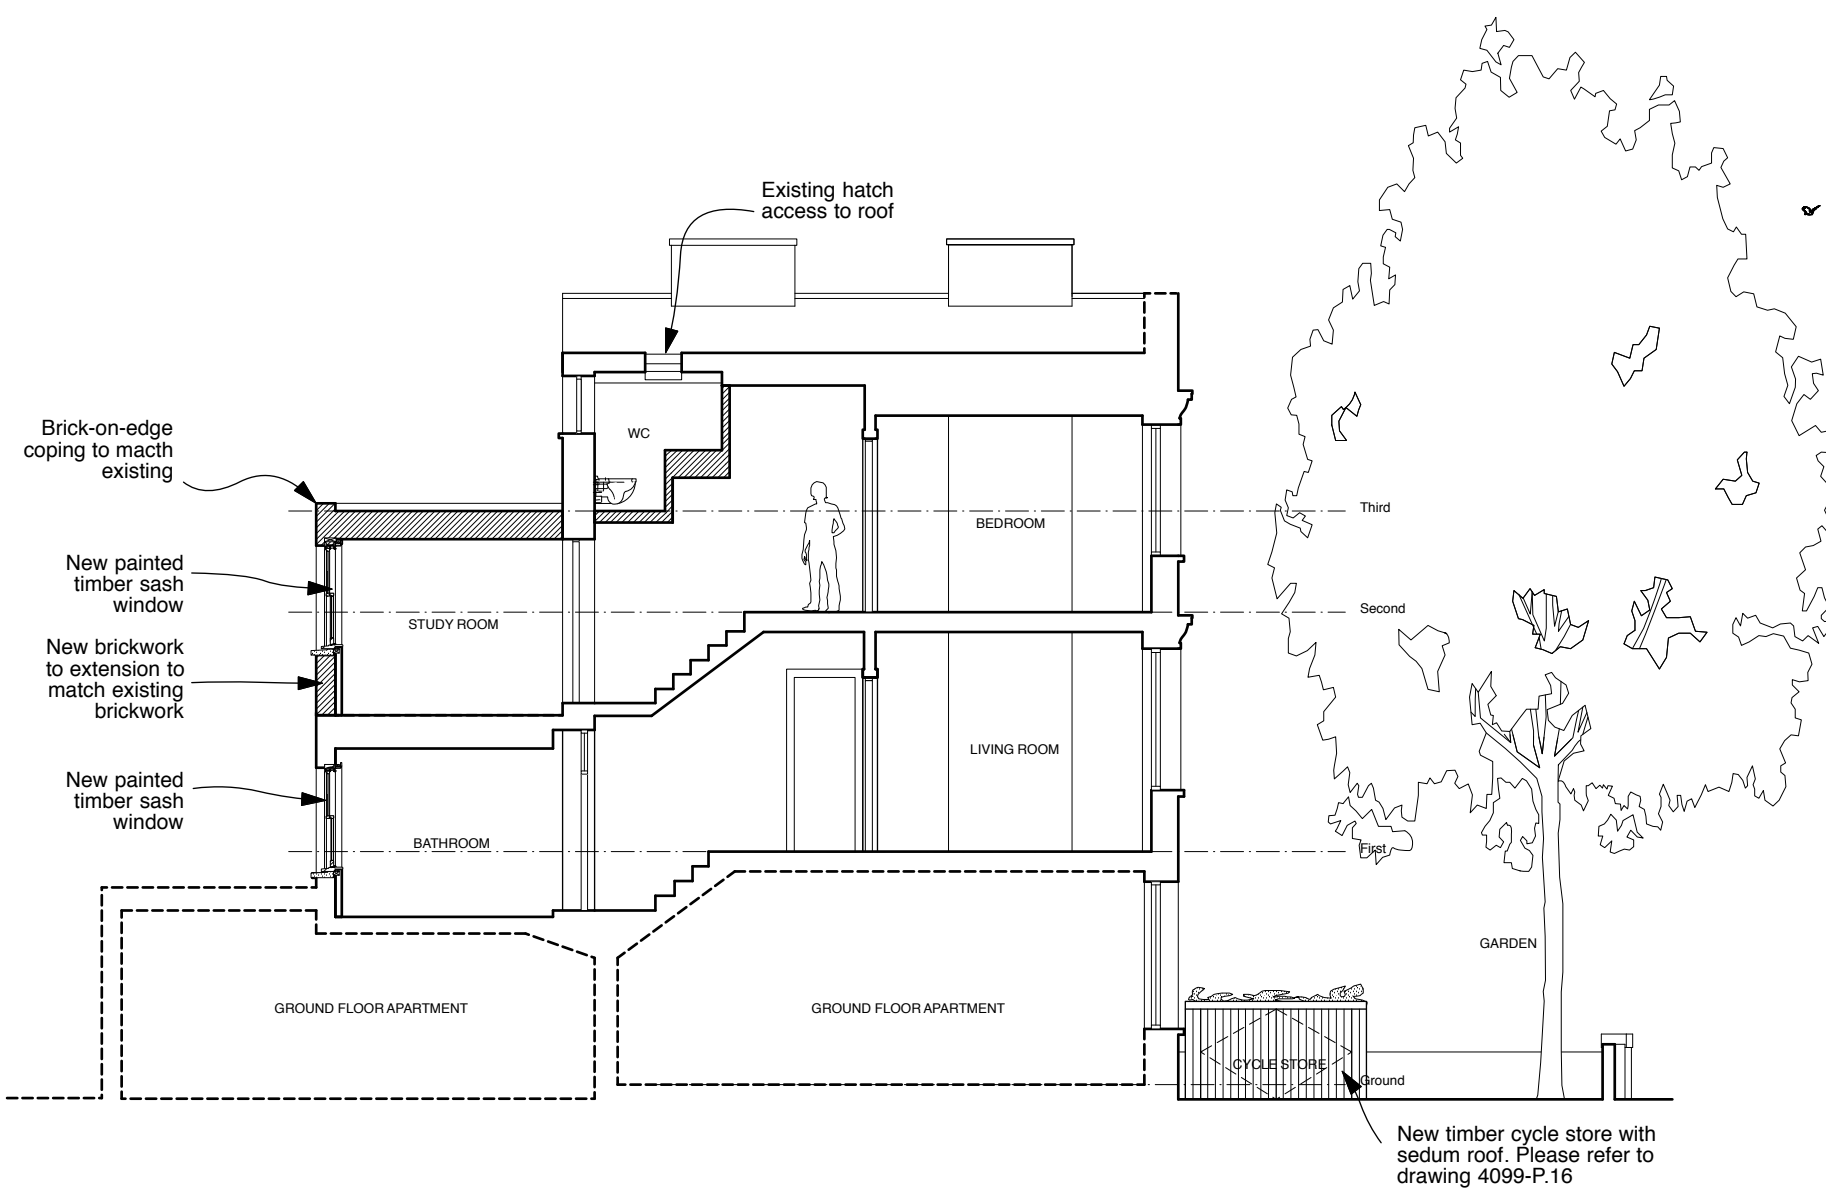 Existing hatch
access to roof
Brick-on-edge
coping to macth
existing
WC
Third
BEDROOM
New painted
timber sash
window
Second
STUDY ROOM
New brickwork
to extension to
match existing
brickwork
LIVING ROOM
New painted
timber sash
window
BATHROOM
First
GARDEN
GROUND FLOOR APARTMENT
GROUND FLOOR APARTMENT
CYCLE STORE
Ground
New timber cycle store with
sedum roof. Please refer to
drawing 4099-P.16